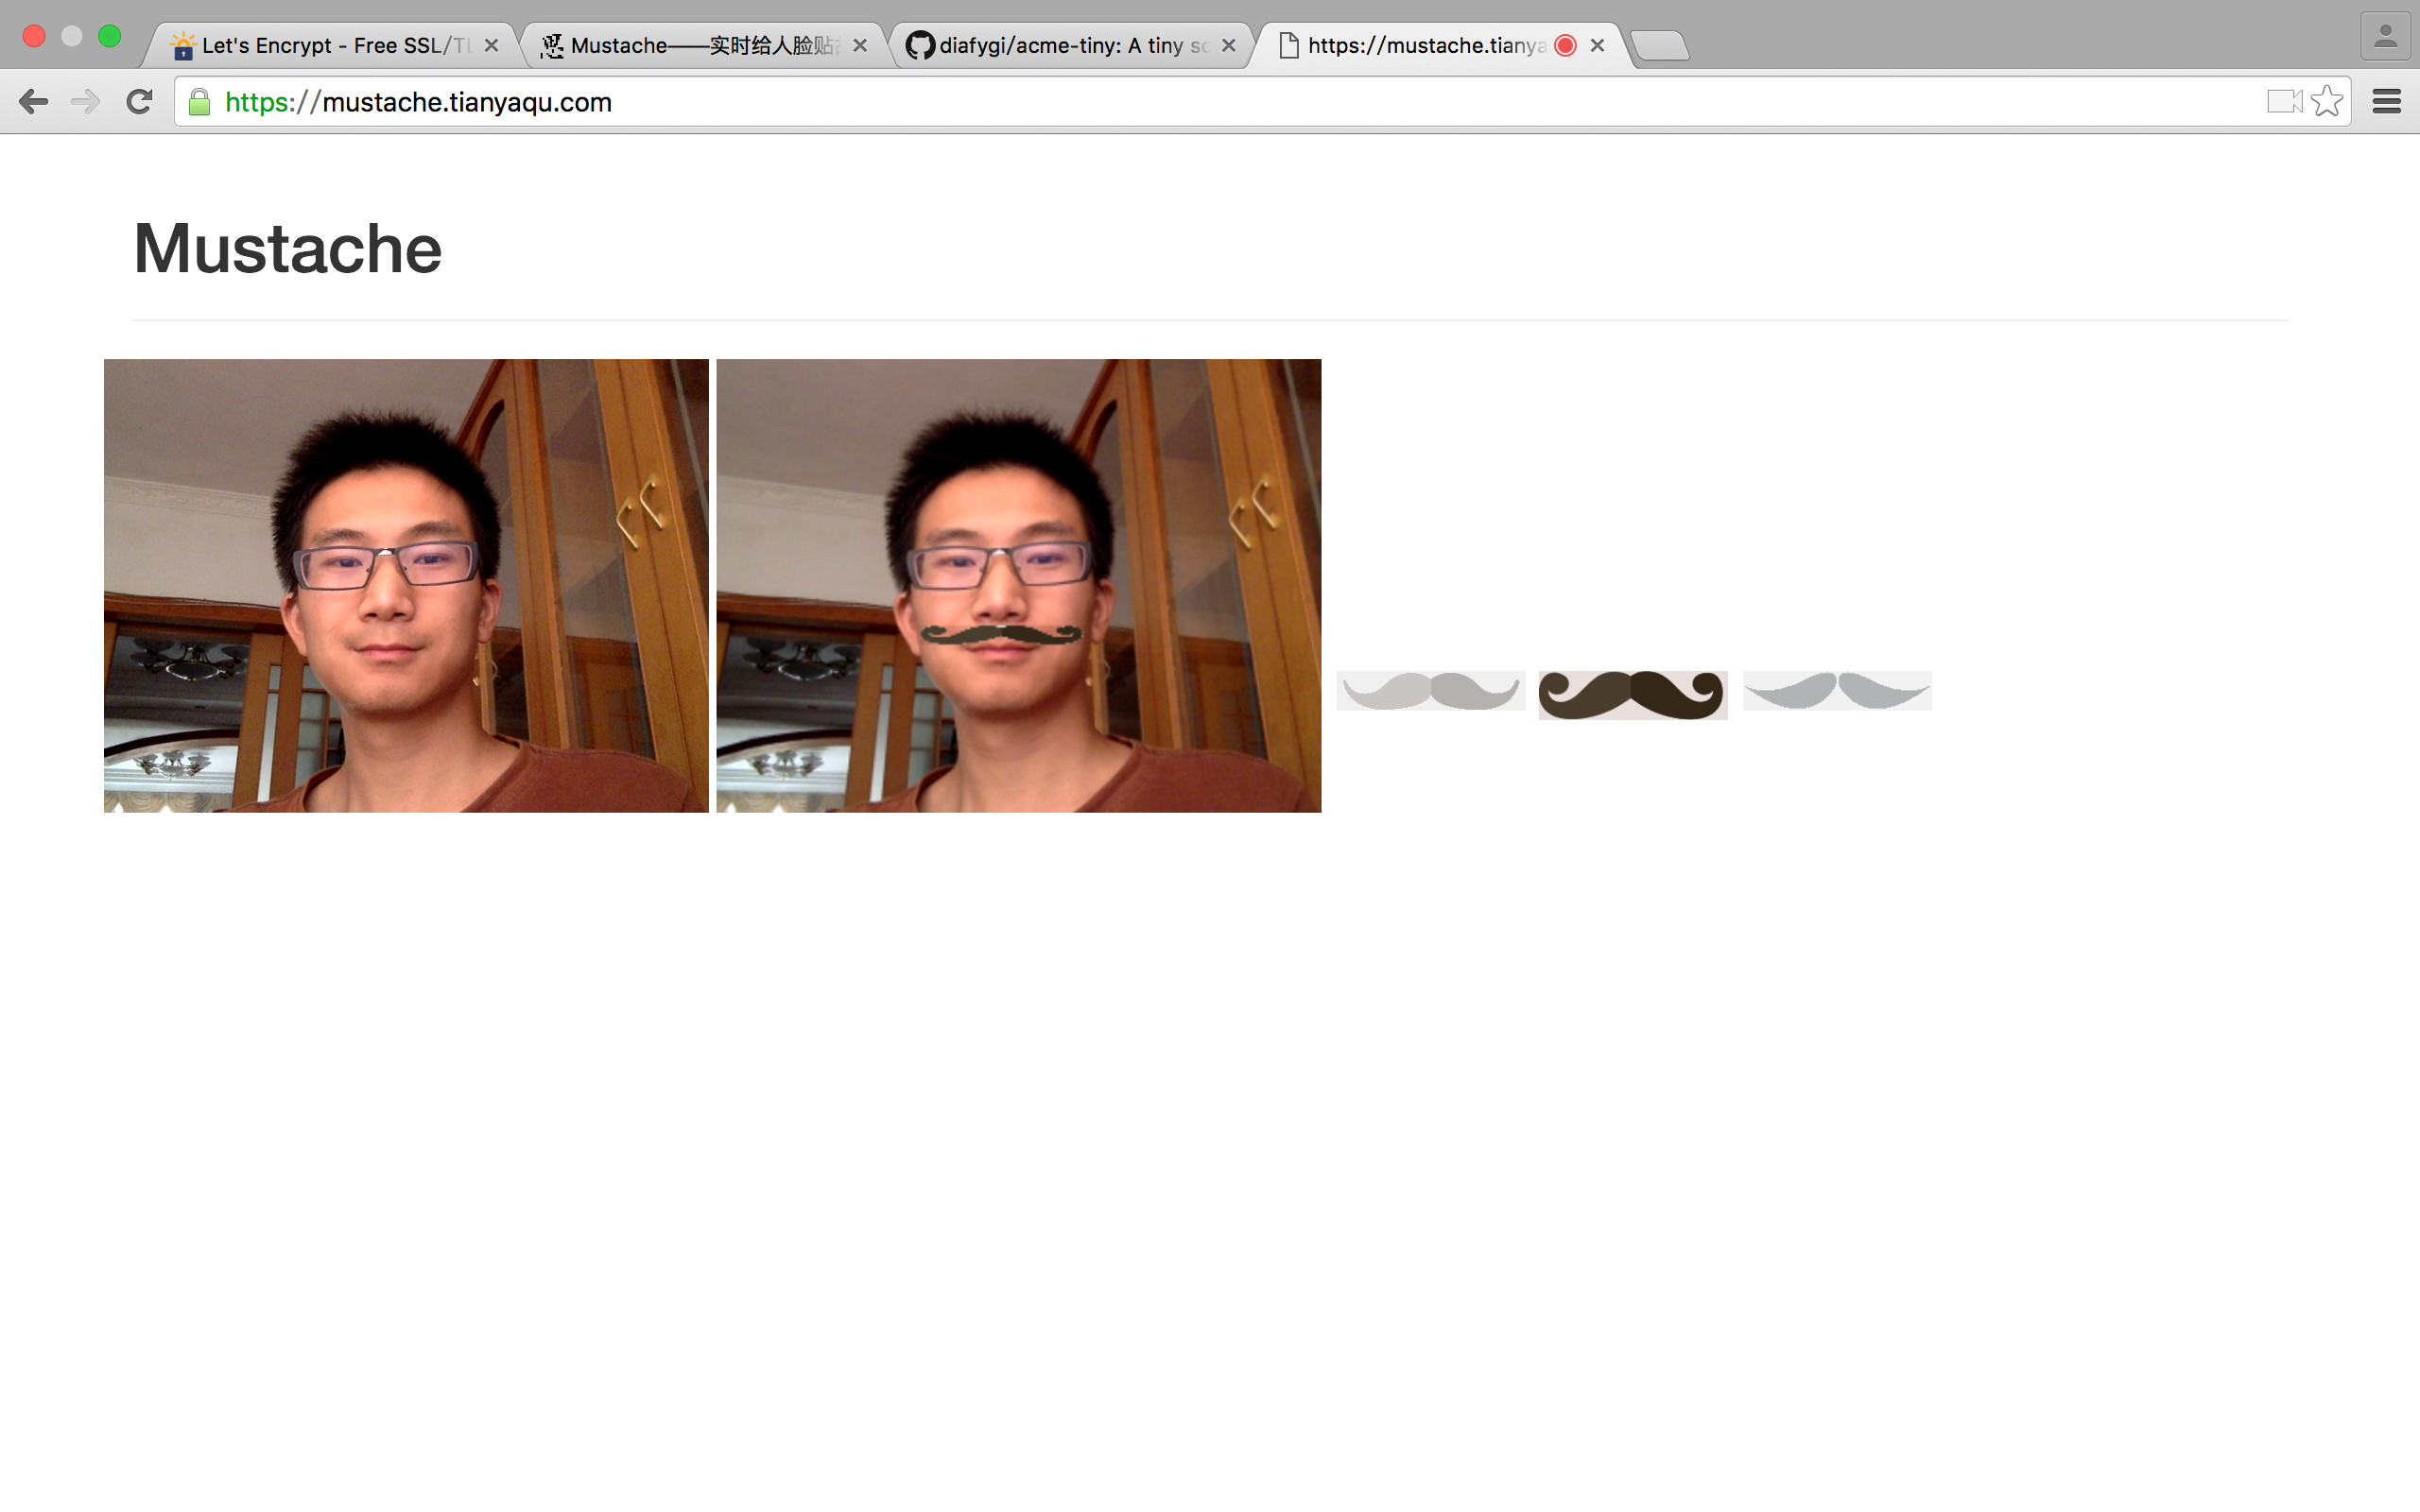 Let's Encrypt - Free SSL/TL
Mustache——实时给人脸贴
diafygi/acme-tiny: A tiny sc
https://mustache.tianya
https://mustache.tianyaqu.com
Mustache